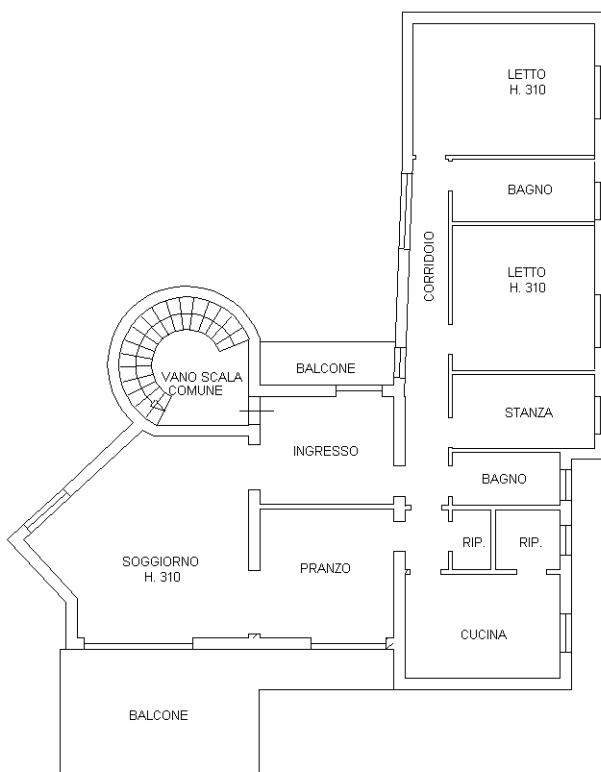 LETTO
H. 310
BAGNO
CORRIDOIO
LETTO
H. 310
BALCONE
VANO SCALA
COMUNE
STANZA
INGRESSO
BAGNO
SOGGIORNO
H. 310
PRANZO
RIP.
RIP.
CUCINA
BALCONE